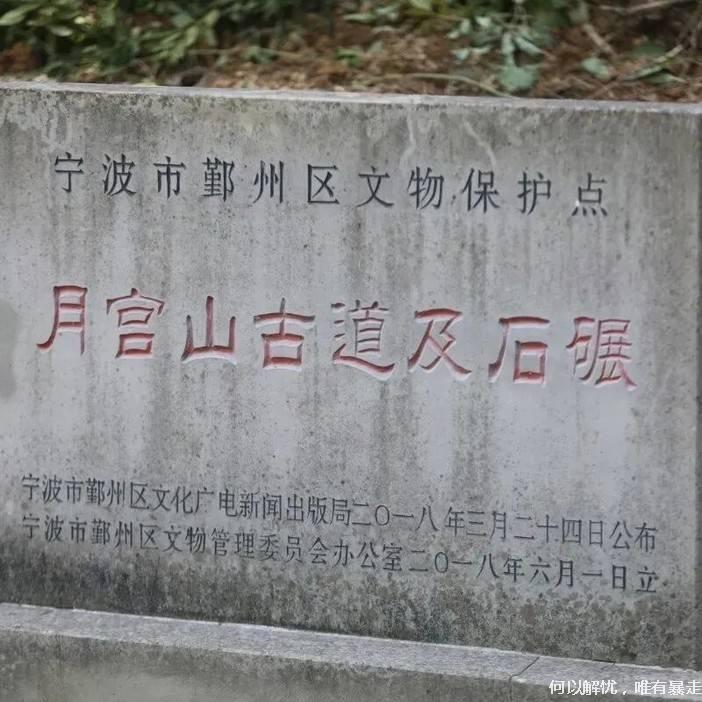 宁波市鄞州区文物保护点
月宫山古道及石碾
宁波市鄞州区文化广电新闻出版局二〇一八年三月二十四日公布
宁波市鄞州区文物管理委员会办公室二〇一八年六月一日立
何以解忧，唯有暴走